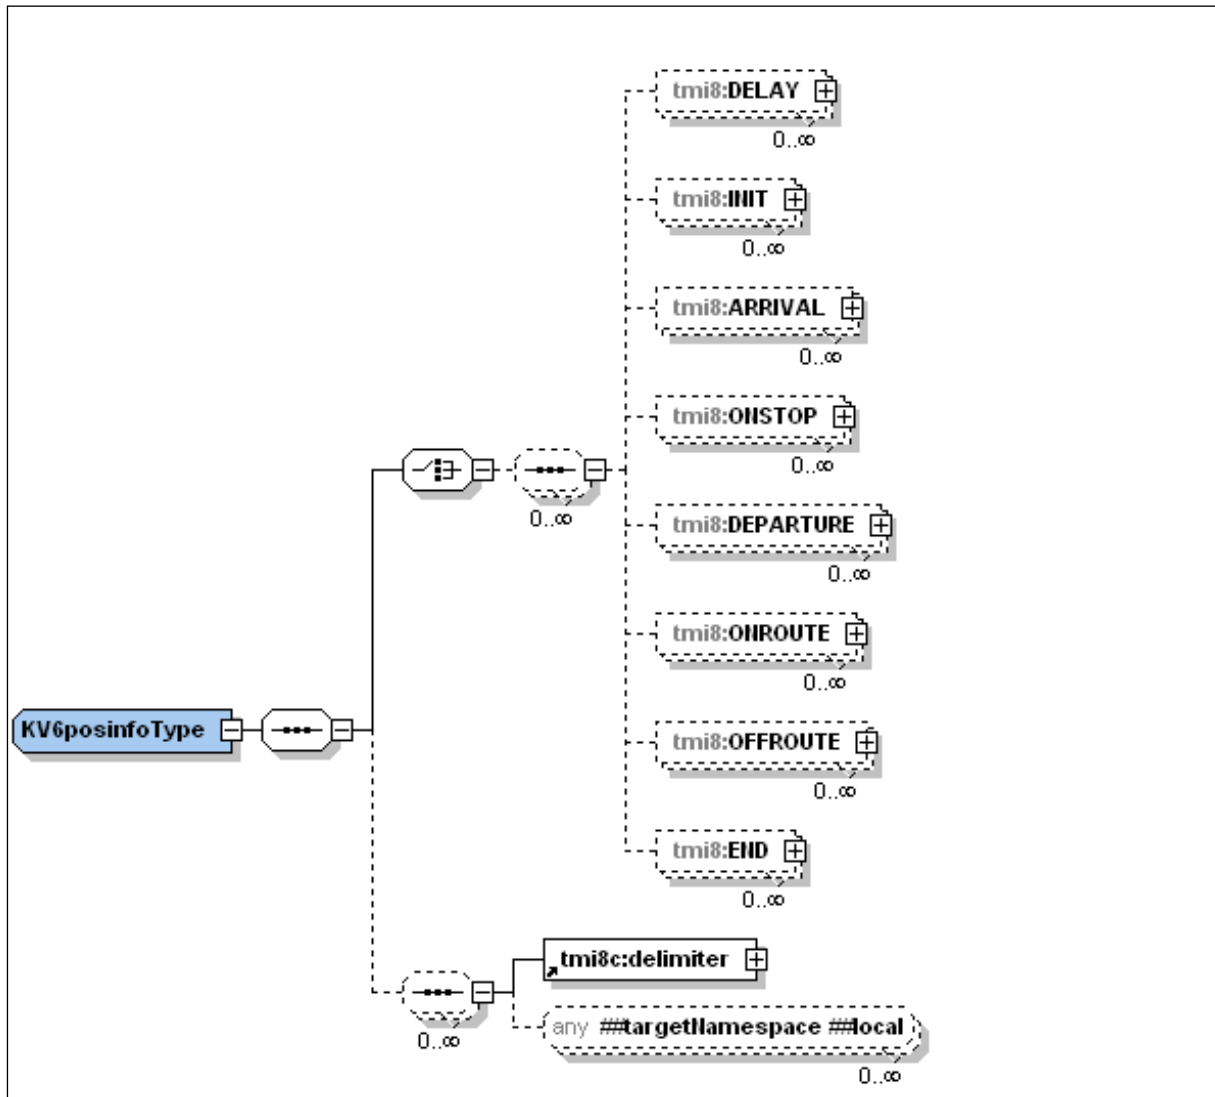 tmi8:DELAY
0..∞
tmi8:INIT
0..∞
tmi8:ARRIVAL
0..∞
tmi8:ONSTOP
0..∞
0..∞
tmi8:DEPARTURE
0..∞
tmi8:ONROUTE
0..∞
KV6posinfoType
tmi8:OFFROUTE
0..∞
tmi8:END
0..∞
tmi8c:delimiter
any ##targetNamespace ##local
0..∞
0..∞